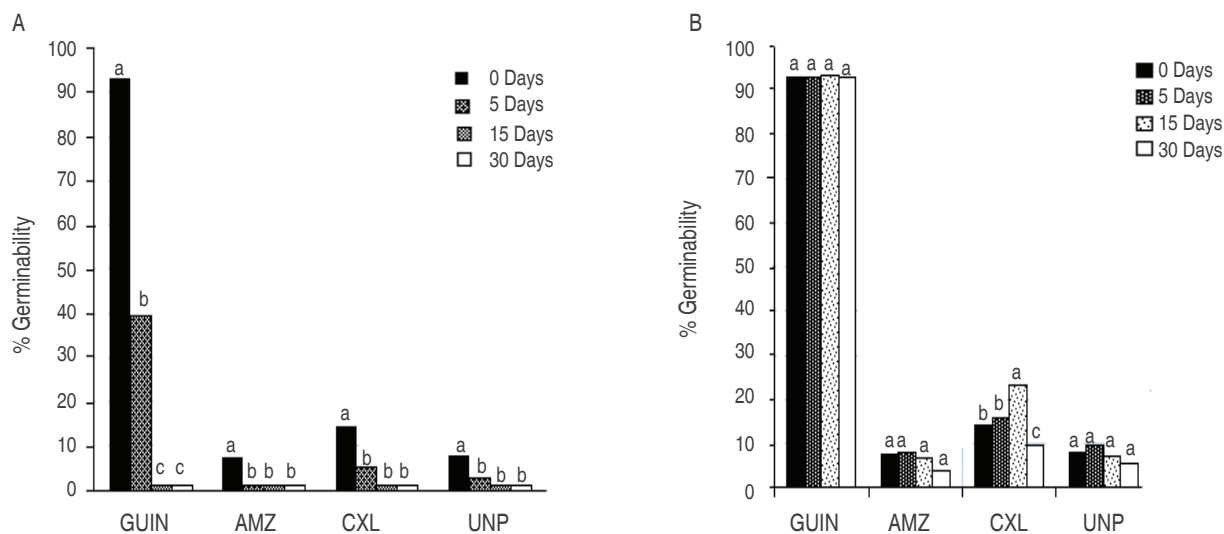 A
% Germinability
100
90
80
70
60
50
40
30
20
10
0
a
b
c c
a
b b b
a
b
b b
a
b
b b
GUIN AMZ CXL UNP
0 Days
5 Days
15 Days
30 Days
B
% Germinability
100
90
80
70
60
50
40
30
20
10
0
a a a a
a a a a
b b a c
a a a a
GUIN AMZ CXL UNP
0 Days
5 Days
15 Days
30 Days